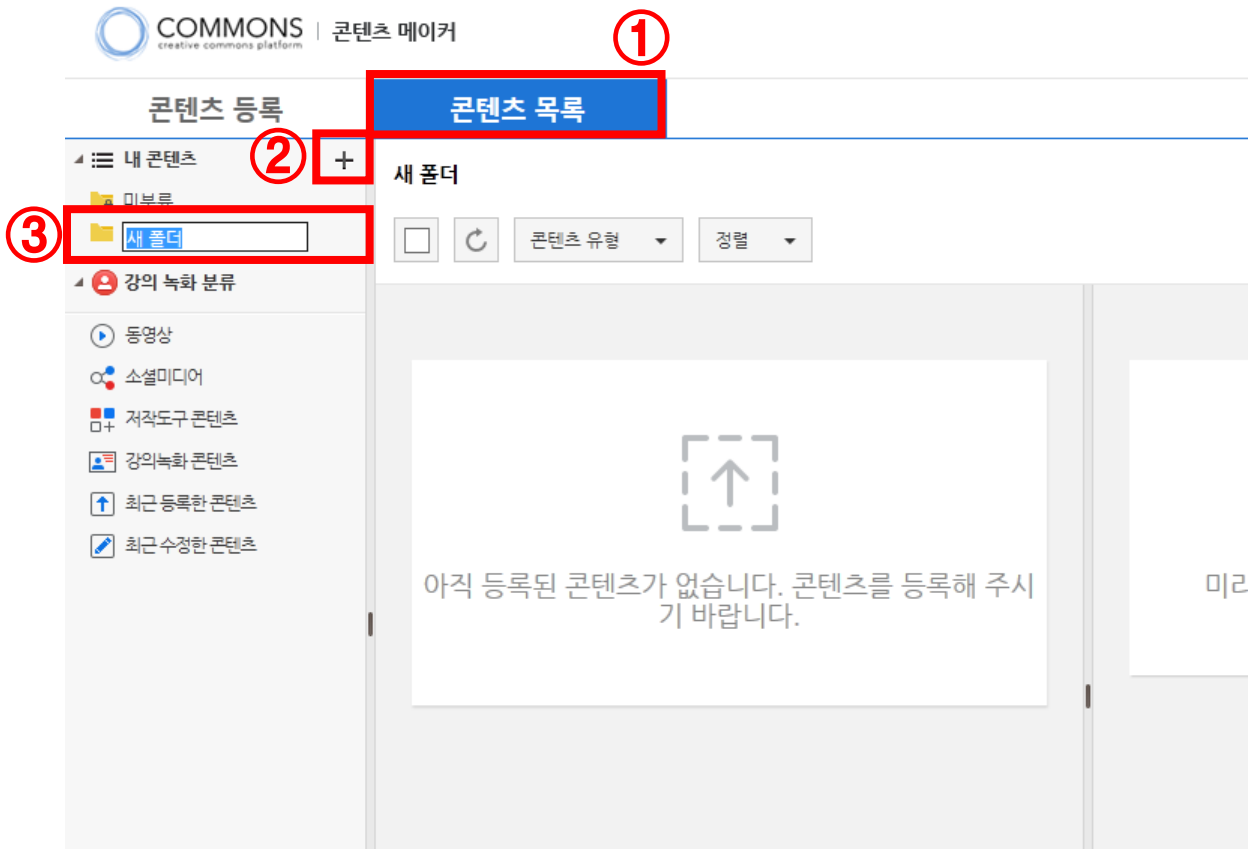 COMMONS
creative commons platform
콘텐츠 메이커
①
콘텐츠 등록
콘텐츠 목록
내 콘텐츠
②
+
미분류
③
새 폴더
강의 녹화 분류
동영상
소셜미디어
저작도구 콘텐츠
강의녹화 콘텐츠
최근 등록한 콘텐츠
최근 수정한 콘텐츠
새 폴더
콘텐츠 유형
정렬
아직 등록된 콘텐츠가 없습니다. 콘텐츠를 등록해 주시
기 바랍니다.
미리